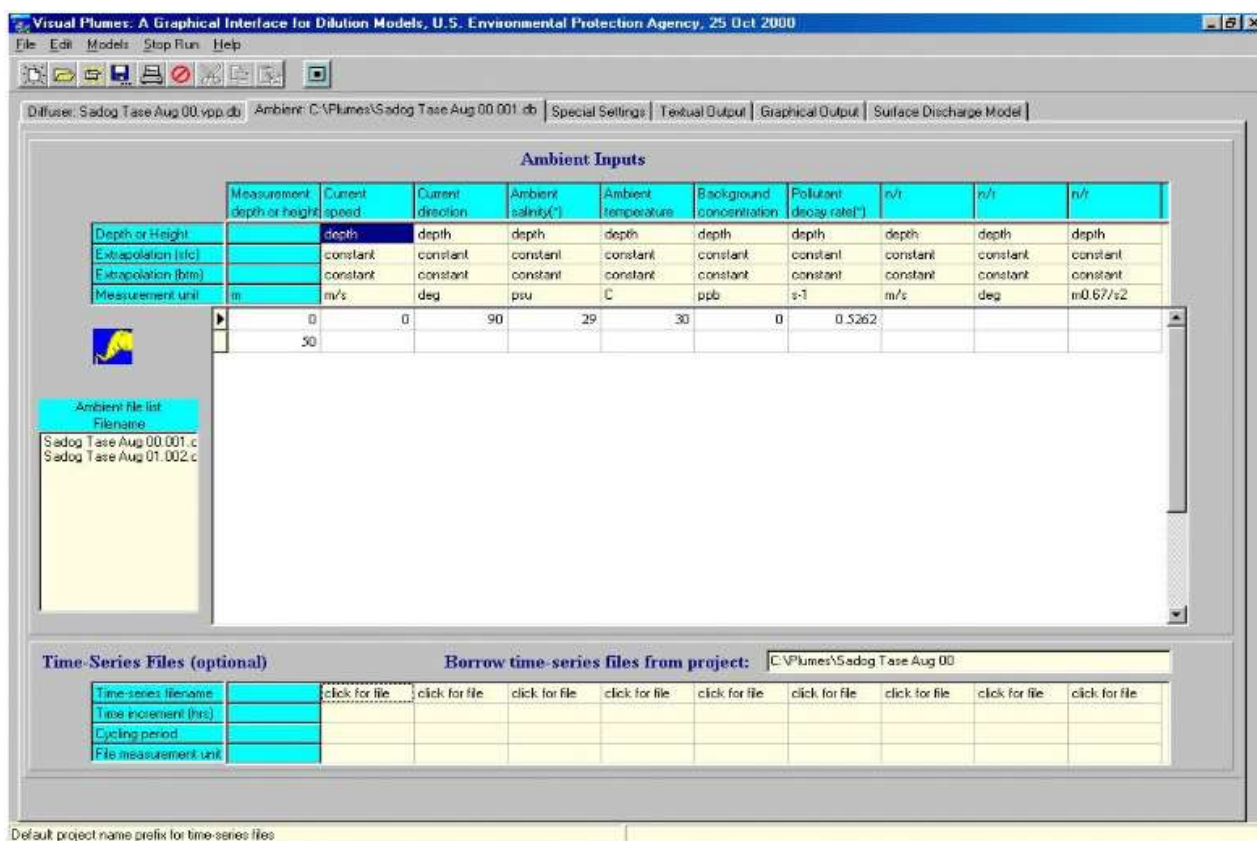 Visual Plumes: A Graphical Interface for Dilution Models, U.S. Environmental Protection Agency, 25 Oct 2000
File Edit Models Stop Run Help
Diffuser: Sadog Tase Aug 00.vpp.db Ambient: C:\Plumes\Sadog Tase Aug 00.001.db Special Settings Textual Output Graphical Output Surface Discharge Model
Ambient Inputs
Measurement Current Current Ambient Ambient Background Pollutant n/r n/r n/r
depth or height speed direction salinity(*) temperature concentration decay rate(*)
Depth or Height depth depth depth depth depth depth depth depth depth
Extrapolation (sfc) constant constant constant constant constant constant constant constant constant
Extrapolation (btm) constant constant constant constant constant constant constant constant constant
Measurement unit m m/s deg psu C ppb s-1 m/s deg m0.67/s2
0 0 90 29 30 0 0.5262
50
Ambient file list
Filename
Sadog Tase Aug 00.001.c
Sadog Tase Aug 01.002.c
Time-Series Files (optional) Borrow time-series files from project: C:\Plumes\Sadog Tase Aug 00
Time-series filename click for file click for file click for file click for file click for file click for file click for file click for file click for file
Time increment (hrs)
Cycling period
File measurement unit
Default project name prefix for time-series files